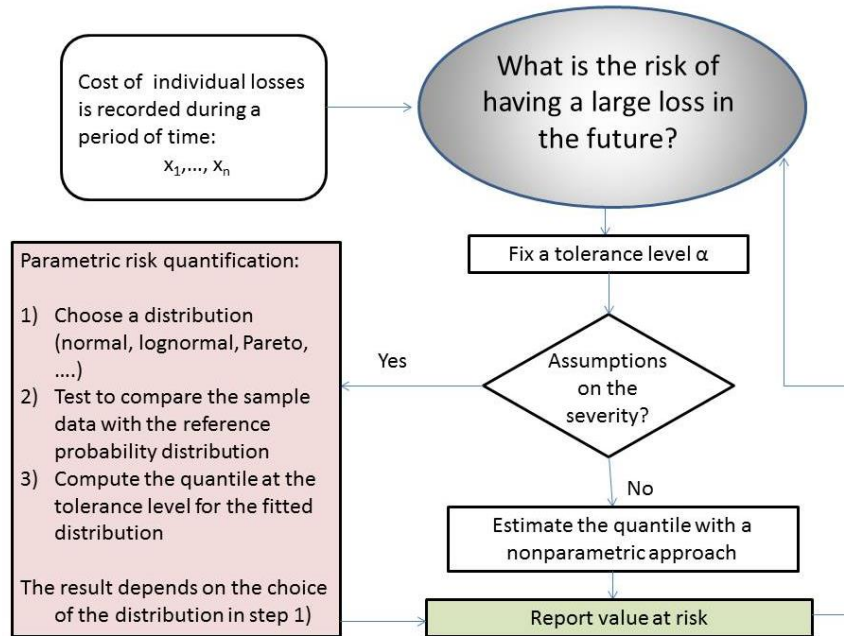 Cost of individual losses
is recorded during a
period of time:
x₁,..., xₙ
What is the risk of
having a large loss in
the future?
Fix a tolerance level α
Assumptions
on the
severity?
Yes
No
Parametric risk quantification:
1) Choose a distribution
(normal, lognormal, Pareto,
....)
2) Test to compare the sample
data with the reference
probability distribution
3) Compute the quantile at the
tolerance level for the fitted
distribution
The result depends on the choice
of the distribution in step 1)
Estimate the quantile with a
nonparametric approach
Report value at risk